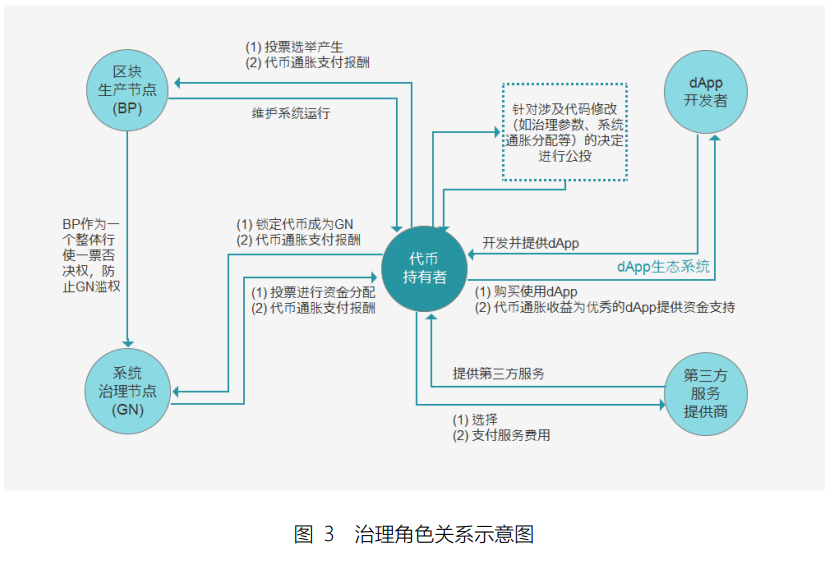 (1) 投票选举产生
(2) 代币通胀支付报酬
区块
生产节点
(BP)
维护系统运行
针对涉及代码修改
（如治理参数、系统
通胀分配等）的决定
进行公投
dApp
开发者
BP作为一
个整体行
使一票否
决权，防
止GN滥权
(1) 锁定代币成为GN
(2) 代币通胀支付报酬
代币
持有者
开发并提供dApp
dApp生态系统
(1) 投票进行资金分配
(2) 代币通胀支付报酬
(1) 购买使用dApp
(2) 代币通胀收益为优秀的dApp提供资金支持
系统
治理节点
(GN)
提供第三方服务
第三方
服务
提供商
(1) 选择
(2) 支付服务费用
图 3 治理角色关系示意图